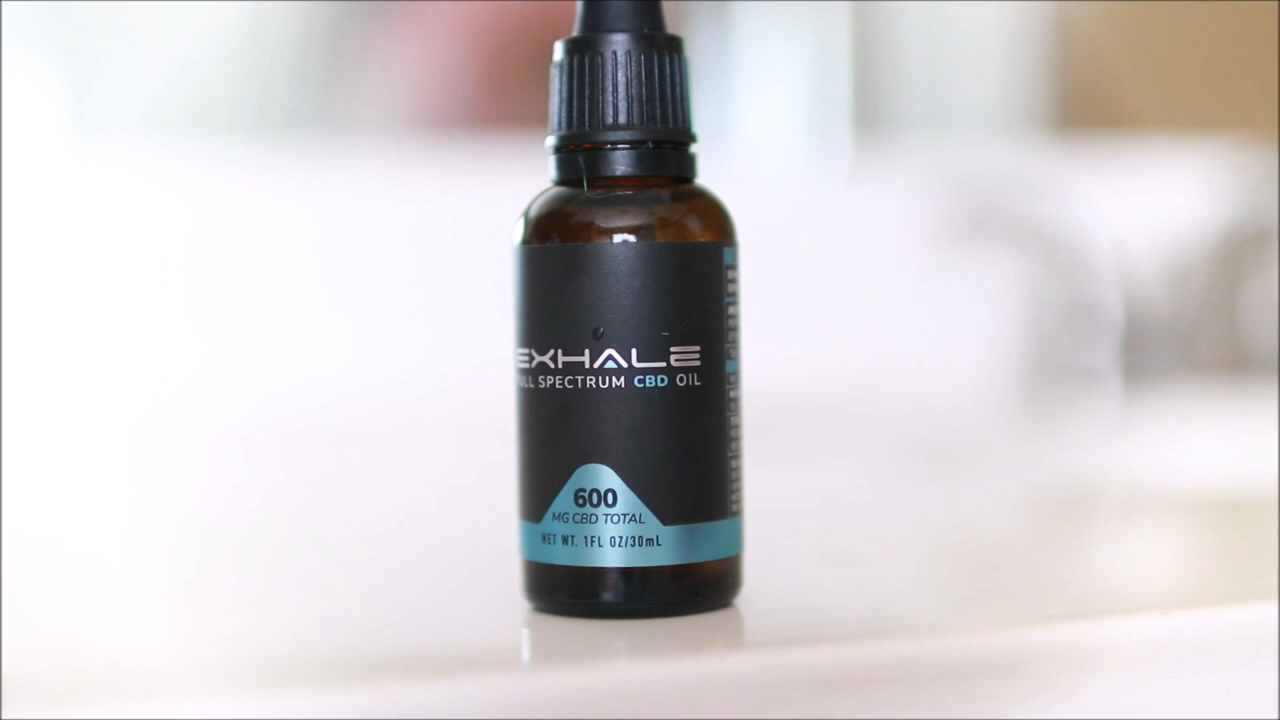 EXHALE
ULL SPECTRUM CBD OIL
600
MG CBD TOTAL
NET WT. 1FL OZ/30mL